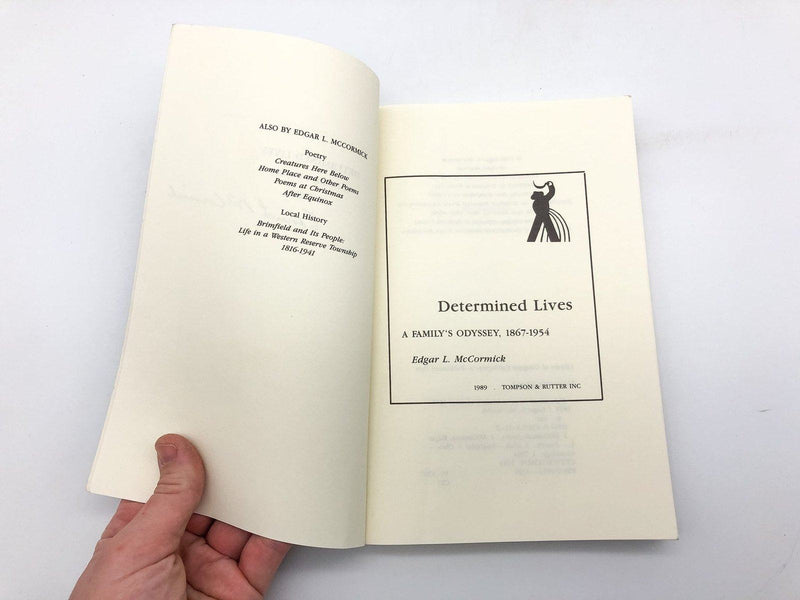 ALSO BY EDGAR L. MCCORMICK
Poetry
Creatures Here Below
Home Place and Other Poems
Poems at Christmas
After Equinox
Local History
Brimfield and Its People:
Life in a Western Reserve Township
1816-1941
Determined Lives
A FAMILY'S ODYSSEY, 1867-1954
Edgar L. McCormick
1989 . TOMPSON & RUTTER INC